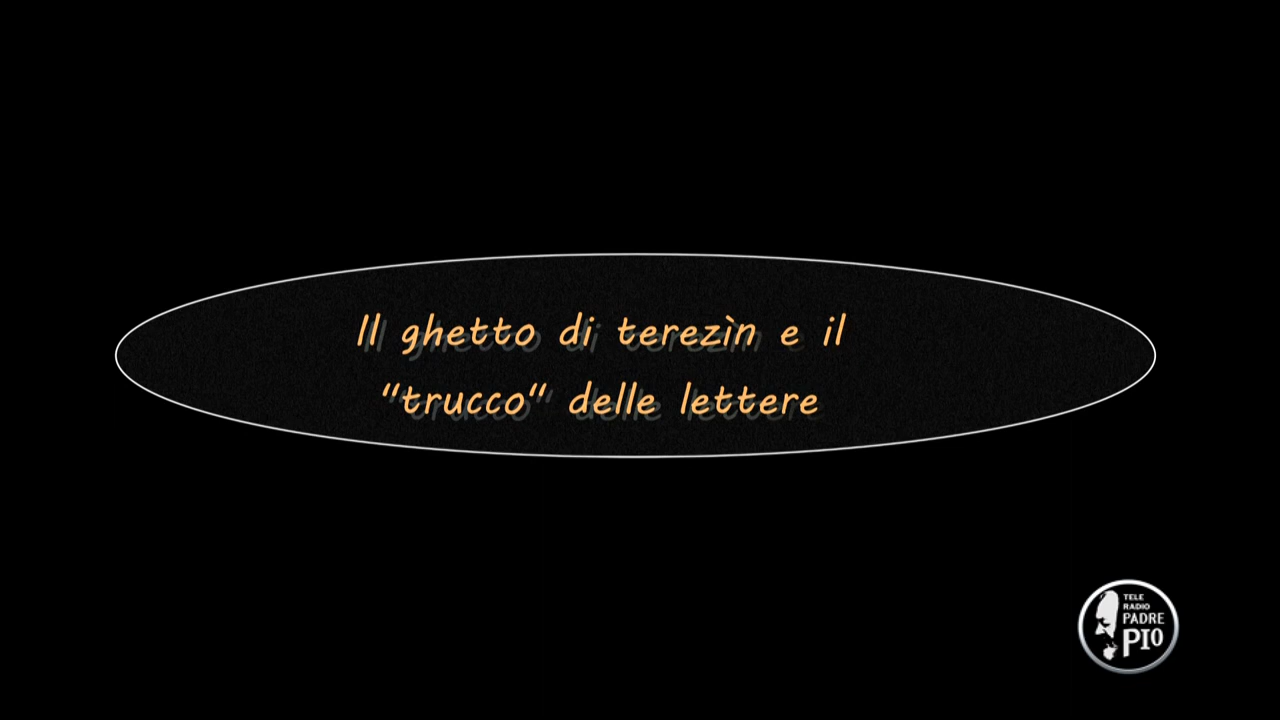 Il ghetto di terezìn e il
“trucco“ delle lettere
TELE
RADIO
PADRE
PIO